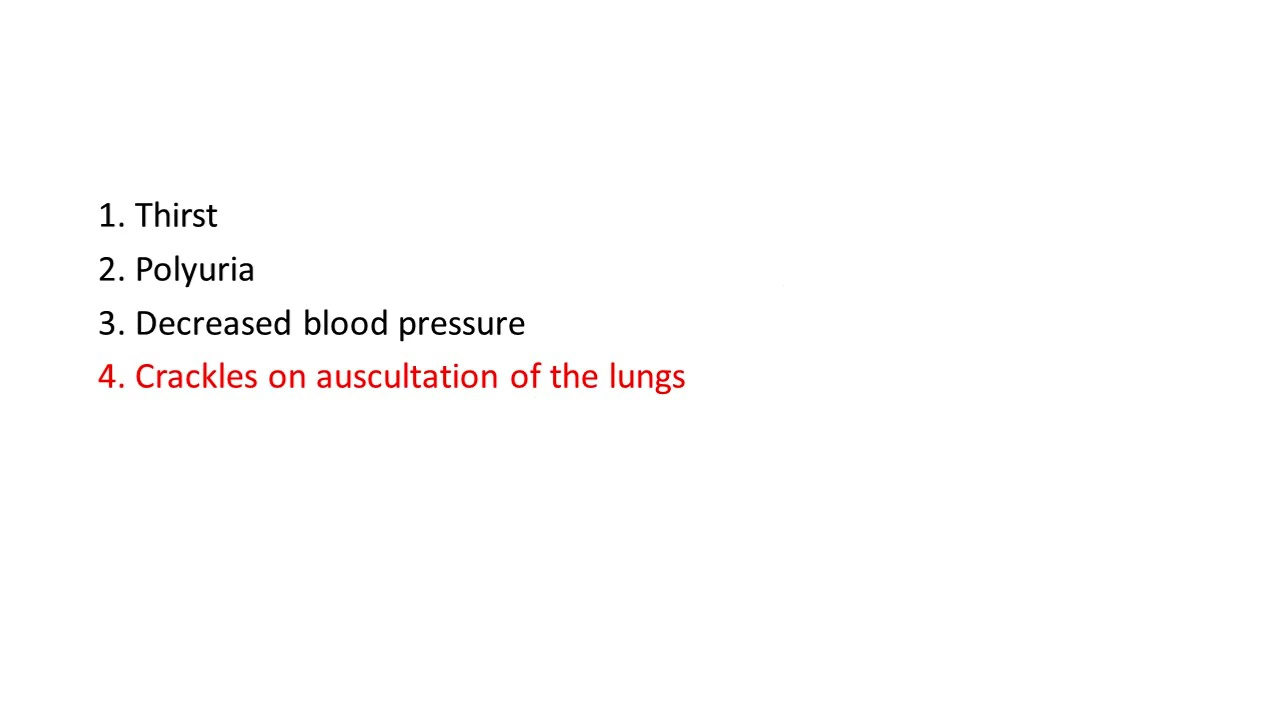 1. Thirst
2. Polyuria
3. Decreased blood pressure
4. Crackles on auscultation of the lungs